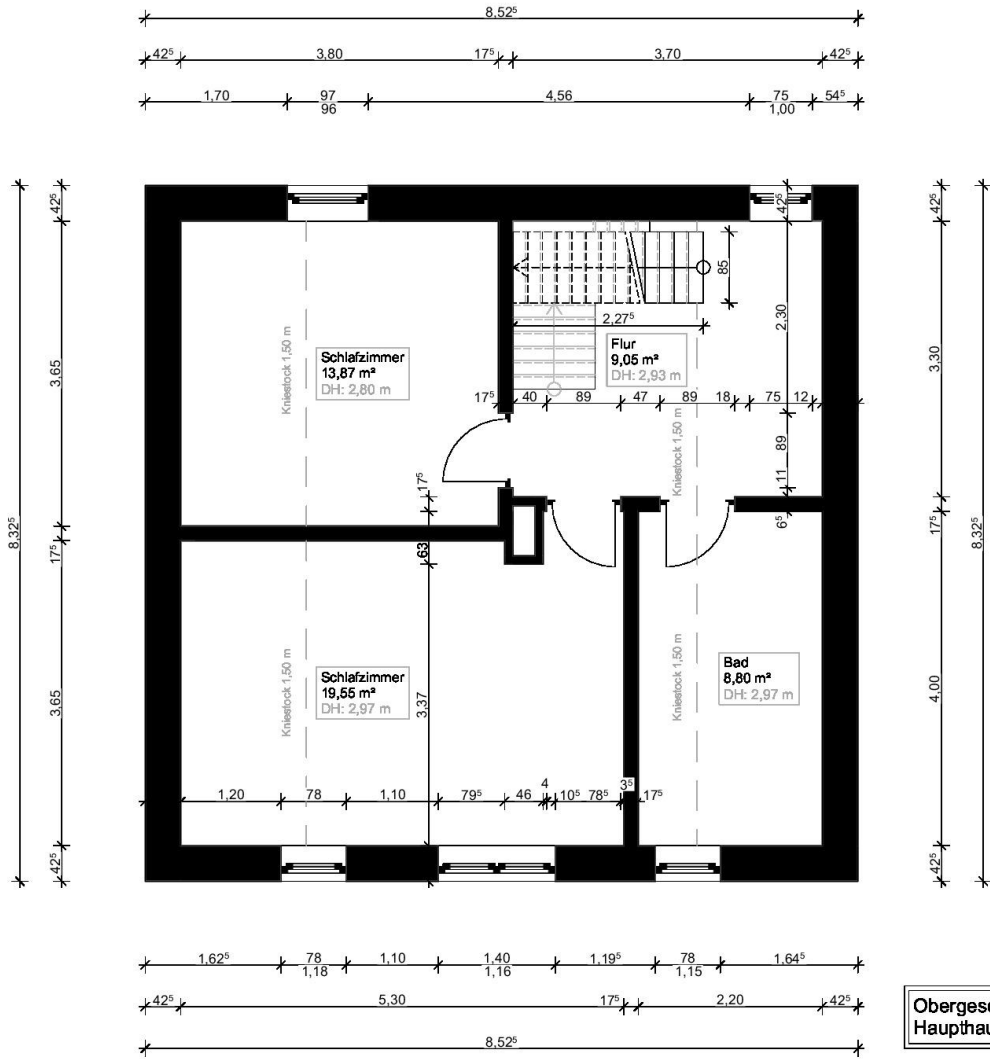 8,52⁵
42⁵ 3,80 17⁵ 3,70 42⁵
1,70 97 4,56 75 54⁵
96 1,00
42⁵
3,65
17⁵
3,65
42⁵
8,32⁵
42⁵
3,30
17⁵
4,00
42⁵
8,32⁵
42⁵
85
2,30
2,27⁵
Kniestock 1,50 m
Schlafzimmer
13,87 m²
DH: 2,80 m
Flur
9,05 m²
DH: 2,93 m
17⁵ 40 89 47 89 18 75 12
Kniestock 1,50 m
89
11
6⁵
17⁵
63
3,37
Kniestock 1,50 m
Schlafzimmer
19,55 m²
DH: 2,97 m
Kniestock 1,50 m
Bad
8,80 m²
DH: 2,97 m
1,20 78 1,10 79⁵ 46 4 10⁵ 78⁵ 3⁵ 17⁵
1,62⁵ 78 1,10 1,40 1,19⁵ 78 1,64⁵
1,18 1,16 1,15
5,30 17⁵ 2,20 42⁵
42⁵
8,52⁵
Obergesc
Haupthau